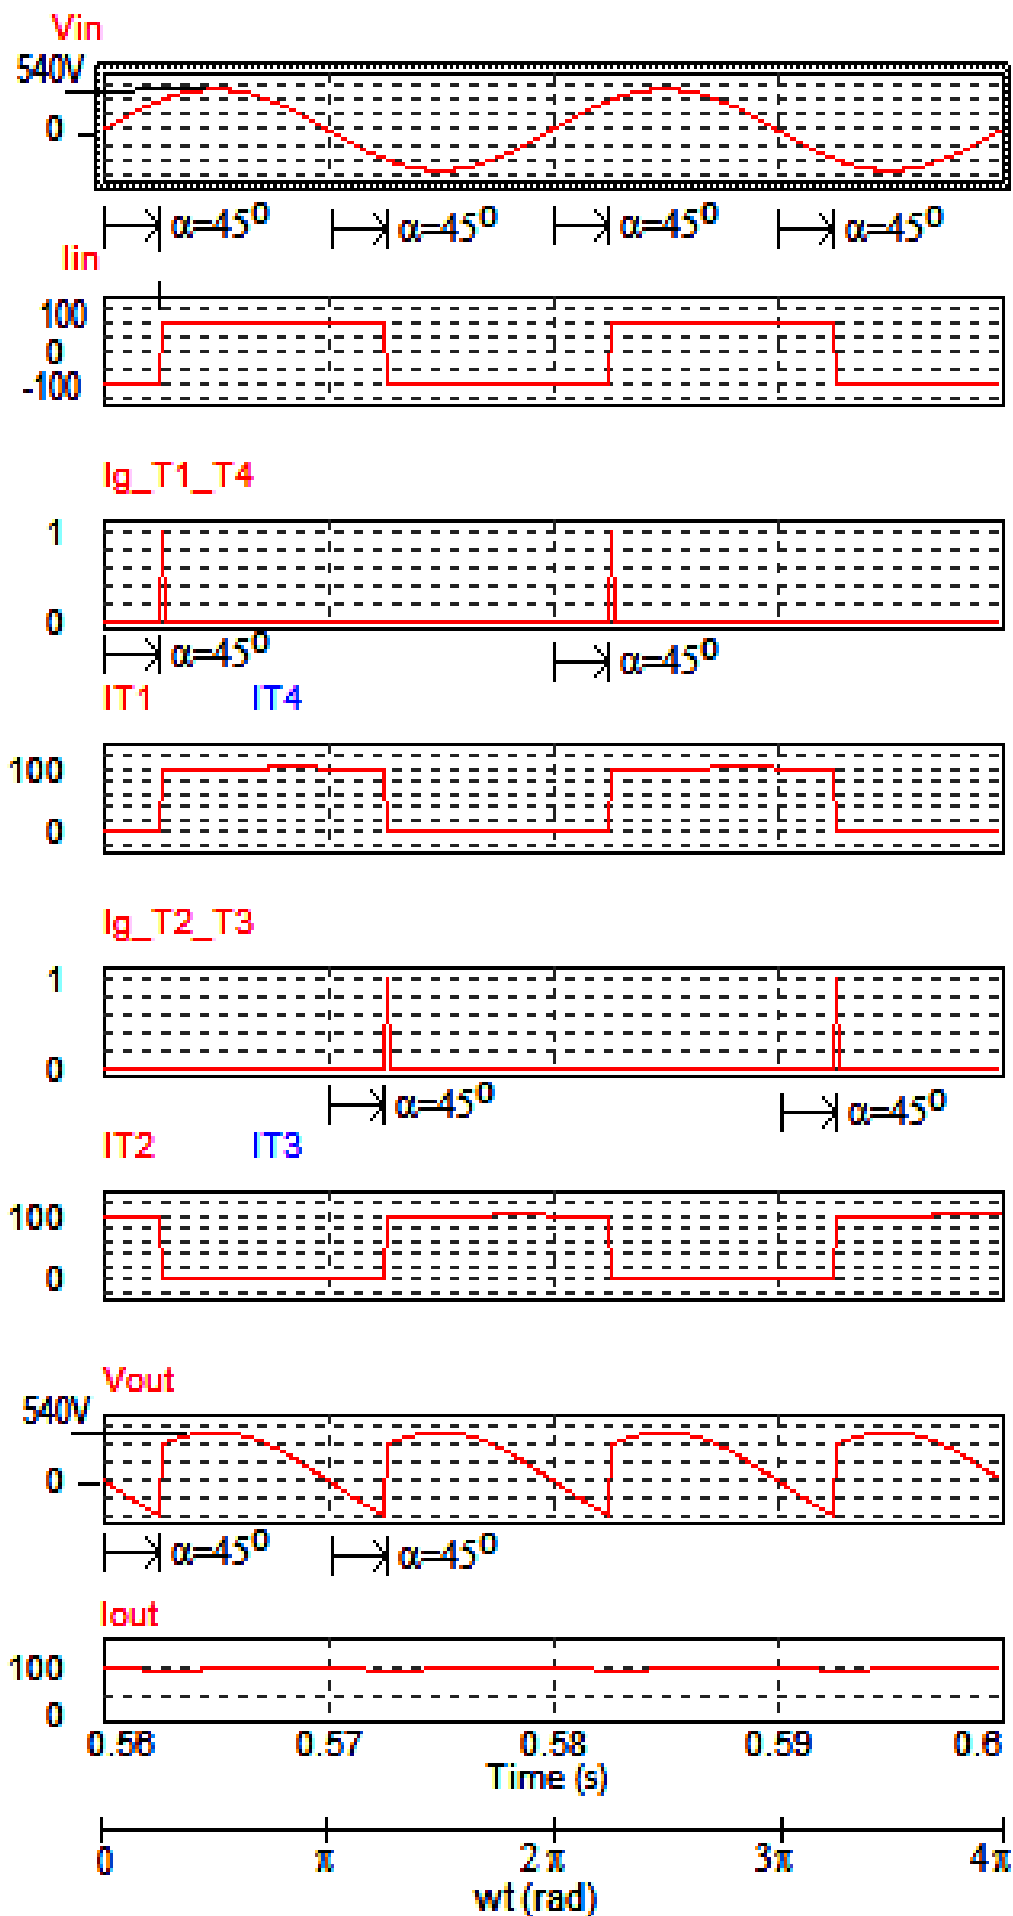 Vin
540V
0
α=45⁰ α=45⁰ α=45⁰ α=45⁰
Iin
100
0
-100
Ig_T1_T4
1
0
α=45⁰ α=45⁰
IT1 IT4
100
0
Ig_T2_T3
1
0
α=45⁰ α=45⁰
IT2 IT3
100
0
Vout
540V
0
α=45⁰ α=45⁰
Iout
100
0
0.56 0.57 0.58 0.59 0.6
Time (s)
0 π 2π 3π 4π
wt (rad)